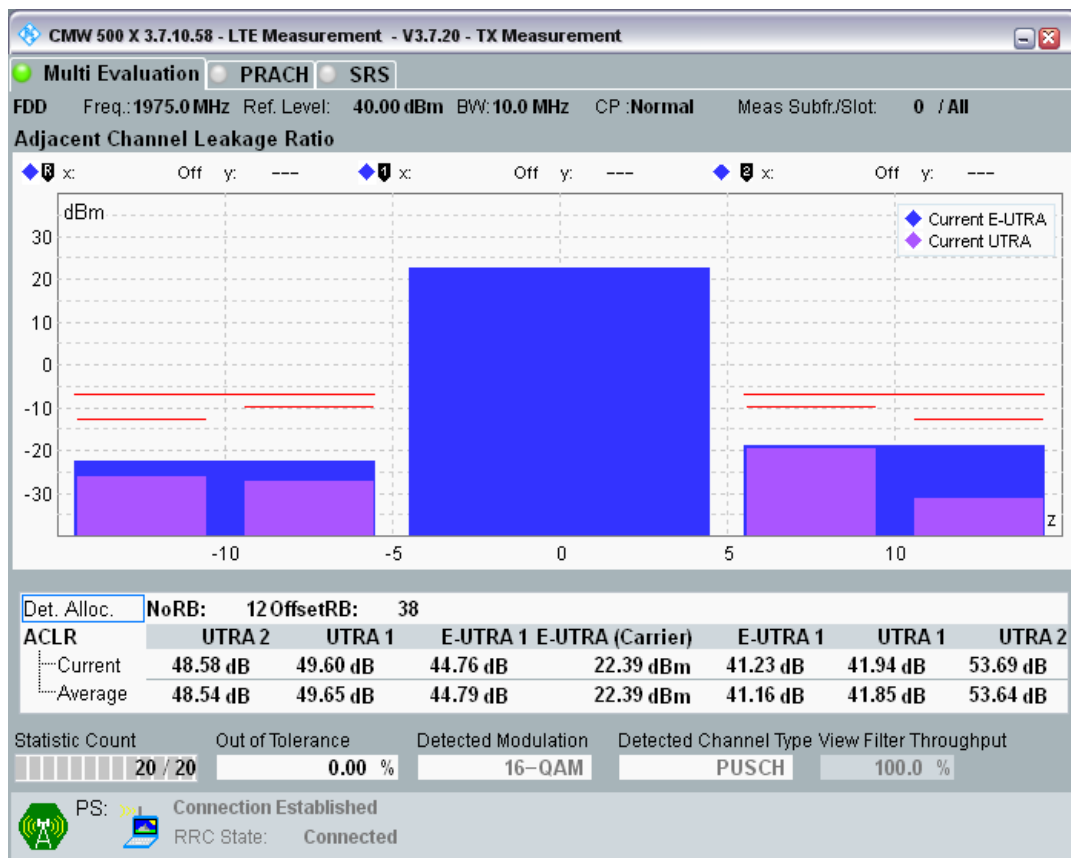 CMW 500 X 3.7.10.58 - LTE Measurement - V3.7.20 - TX Measurement
Multi Evaluation PRACH SRS
FDD Freq.:1975.0 MHz Ref. Level: 40.00 dBm BW: 10.0 MHz CP :Normal Meas Subfr./Slot: 0 / All
Adjacent Channel Leakage Ratio
R x: Off y: --- 1 x: Off y: --- 2 x: Off y: ---
dBm
Current E-UTRA
Current UTRA
30
20
10
0
-10
-20
-30
z
-10 -5 0 5 10
Det. Alloc. NoRB: 12 OffsetRB: 38
ACLR UTRA 2 UTRA 1 E-UTRA 1 E-UTRA (Carrier) E-UTRA 1 UTRA 1 UTRA 2
Current 48.58 dB 49.60 dB 44.76 dB 22.39 dBm 41.23 dB 41.94 dB 53.69 dB
Average 48.54 dB 49.65 dB 44.79 dB 22.39 dBm 41.16 dB 41.85 dB 53.64 dB
Statistic Count Out of Tolerance Detected Modulation Detected Channel Type View Filter Throughput
20 / 20 0.00 % 16-QAM PUSCH 100.0 %
PS: Connection Established
RRC State: Connected